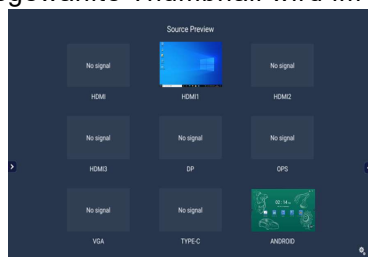 Source Preview
No signal
HDMI
HDMI1
No signal
HDMI2
No signal
HDMI3
No signal
DP
No signal
OPS
No signal
VGA
No signal
TYPE-C
ANDROID